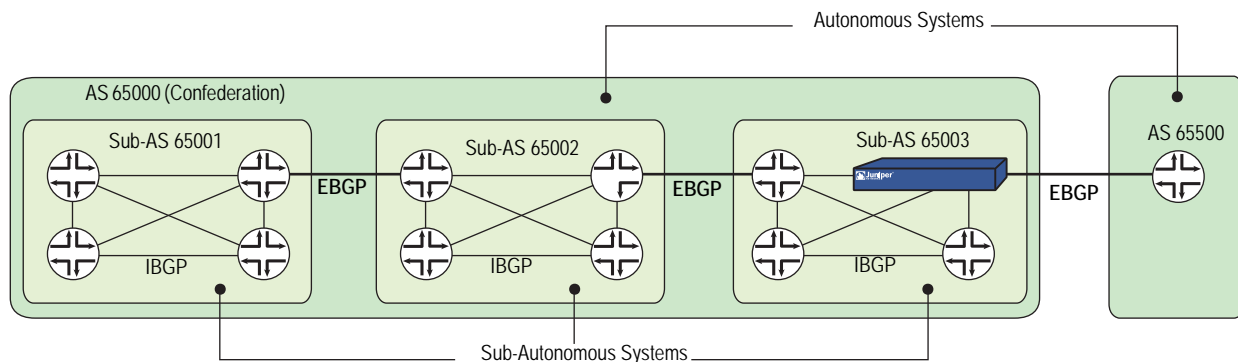 Autonomous Systems
AS 65000 (Confederation)
Sub-AS 65001
Sub-AS 65002
Sub-AS 65003
AS 65500
Juniper
EBGP
EBGP
EBGP
IBGP
IBGP
IBGP
Sub-Autonomous Systems